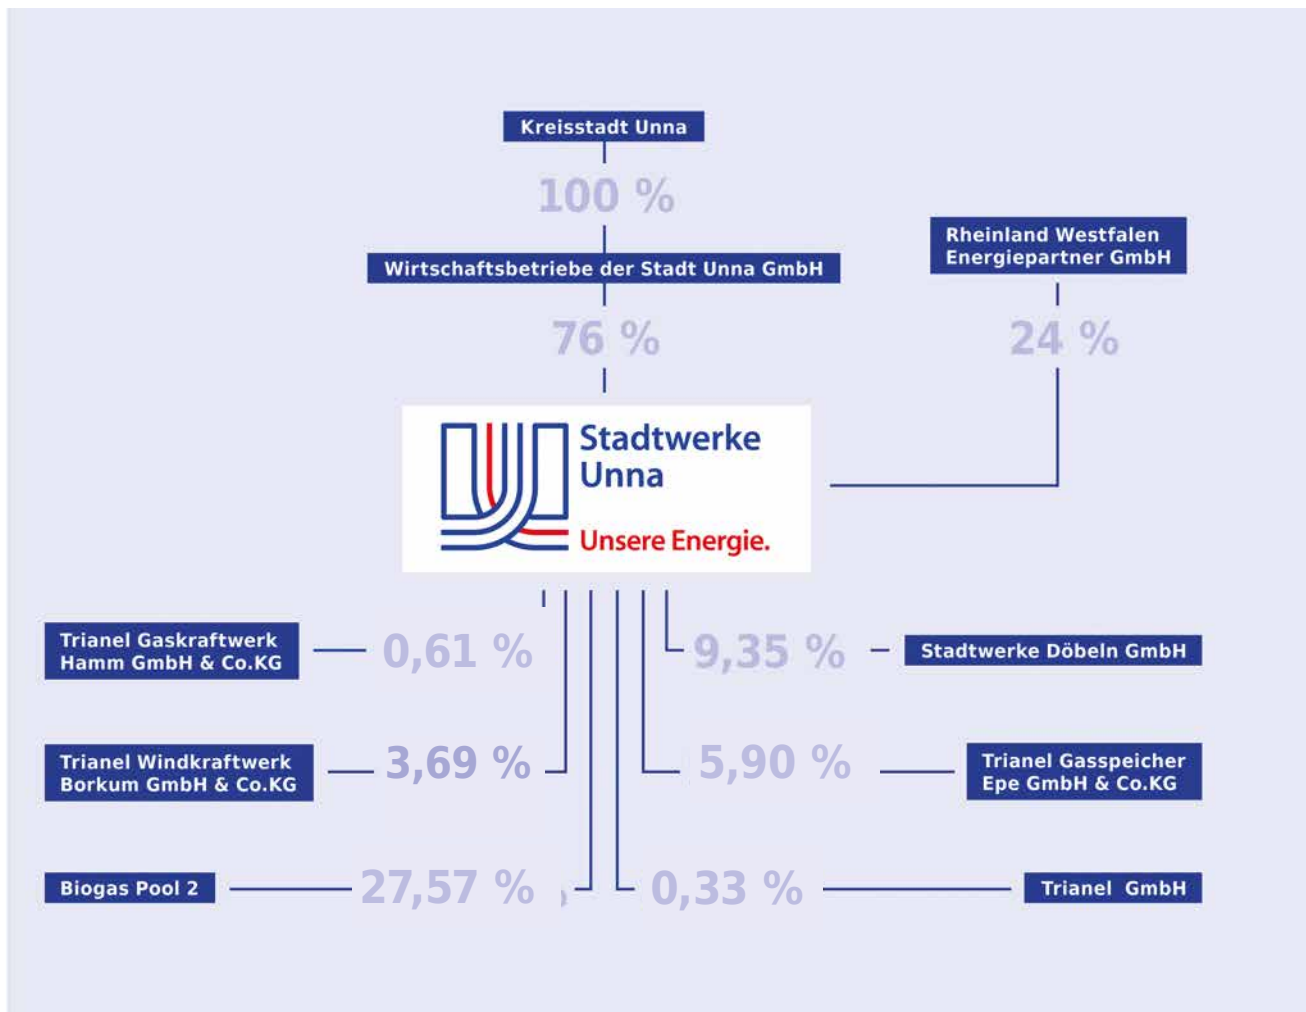 Kreisstadt Unna
100 %
Wirtschaftsbetriebe der Stadt Unna GmbH
Rheinland Westfalen
Energiepartner GmbH
76 %
24 %
Stadtwerke
Unna
Unsere Energie.
Trianel Gaskraftwerk
Hamm GmbH & Co.KG
0,61 %
9,35 %
Stadtwerke Döbeln GmbH
Trianel Windkraftwerk
Borkum GmbH & Co.KG
3,69 %
5,90 %
Trianel Gasspeicher
Epe GmbH & Co.KG
Biogas Pool 2
27,57 %
0,33 %
Trianel GmbH